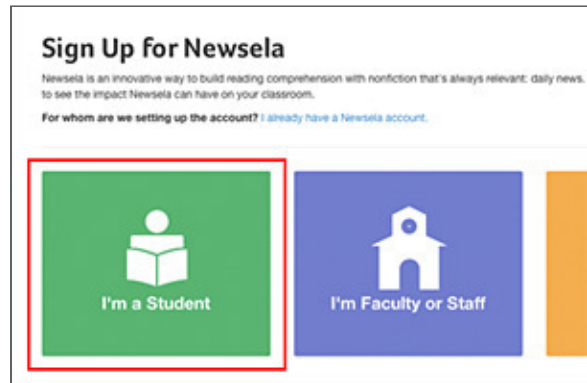 Sign Up for Newsela
Newsela is an innovative way to build reading comprehension with nonfiction that's always relevant: daily news.
to see the impact Newsela can have on your classroom.
For whom are we setting up the account? I already have a Newsela account.
I'm a Student
I'm Faculty or Staff